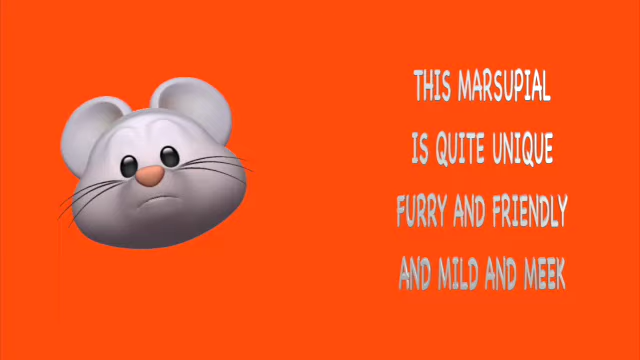 THIS MARSUPIAL
IS QUITE UNIQUE
FURRY AND FRIENDLY
AND MILD AND MEEK